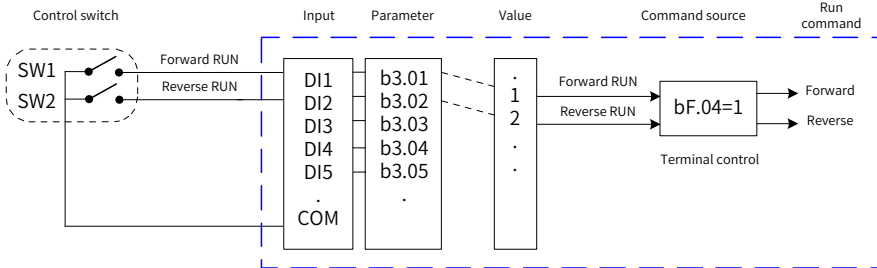 Control switch
Input
Parameter
Value
Command source
Run
command
SW1
SW2
Forward RUN
Reverse RUN
DI1
DI2
DI3
DI4
DI5
.
COM
b3.01
b3.02
b3.03
b3.04
b3.05
.
.
1
2
.
.
Forward RUN
Reverse RUN
bF.04=1
Terminal control
Forward
Reverse